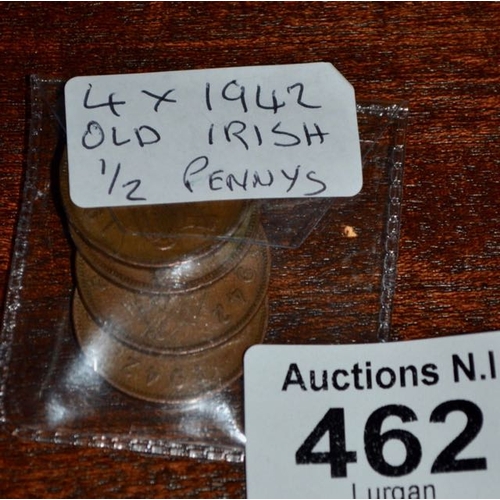 4 x 1942
OLD IRISH
1/2 PENNYS
Auctions N.I
462
Lurgan